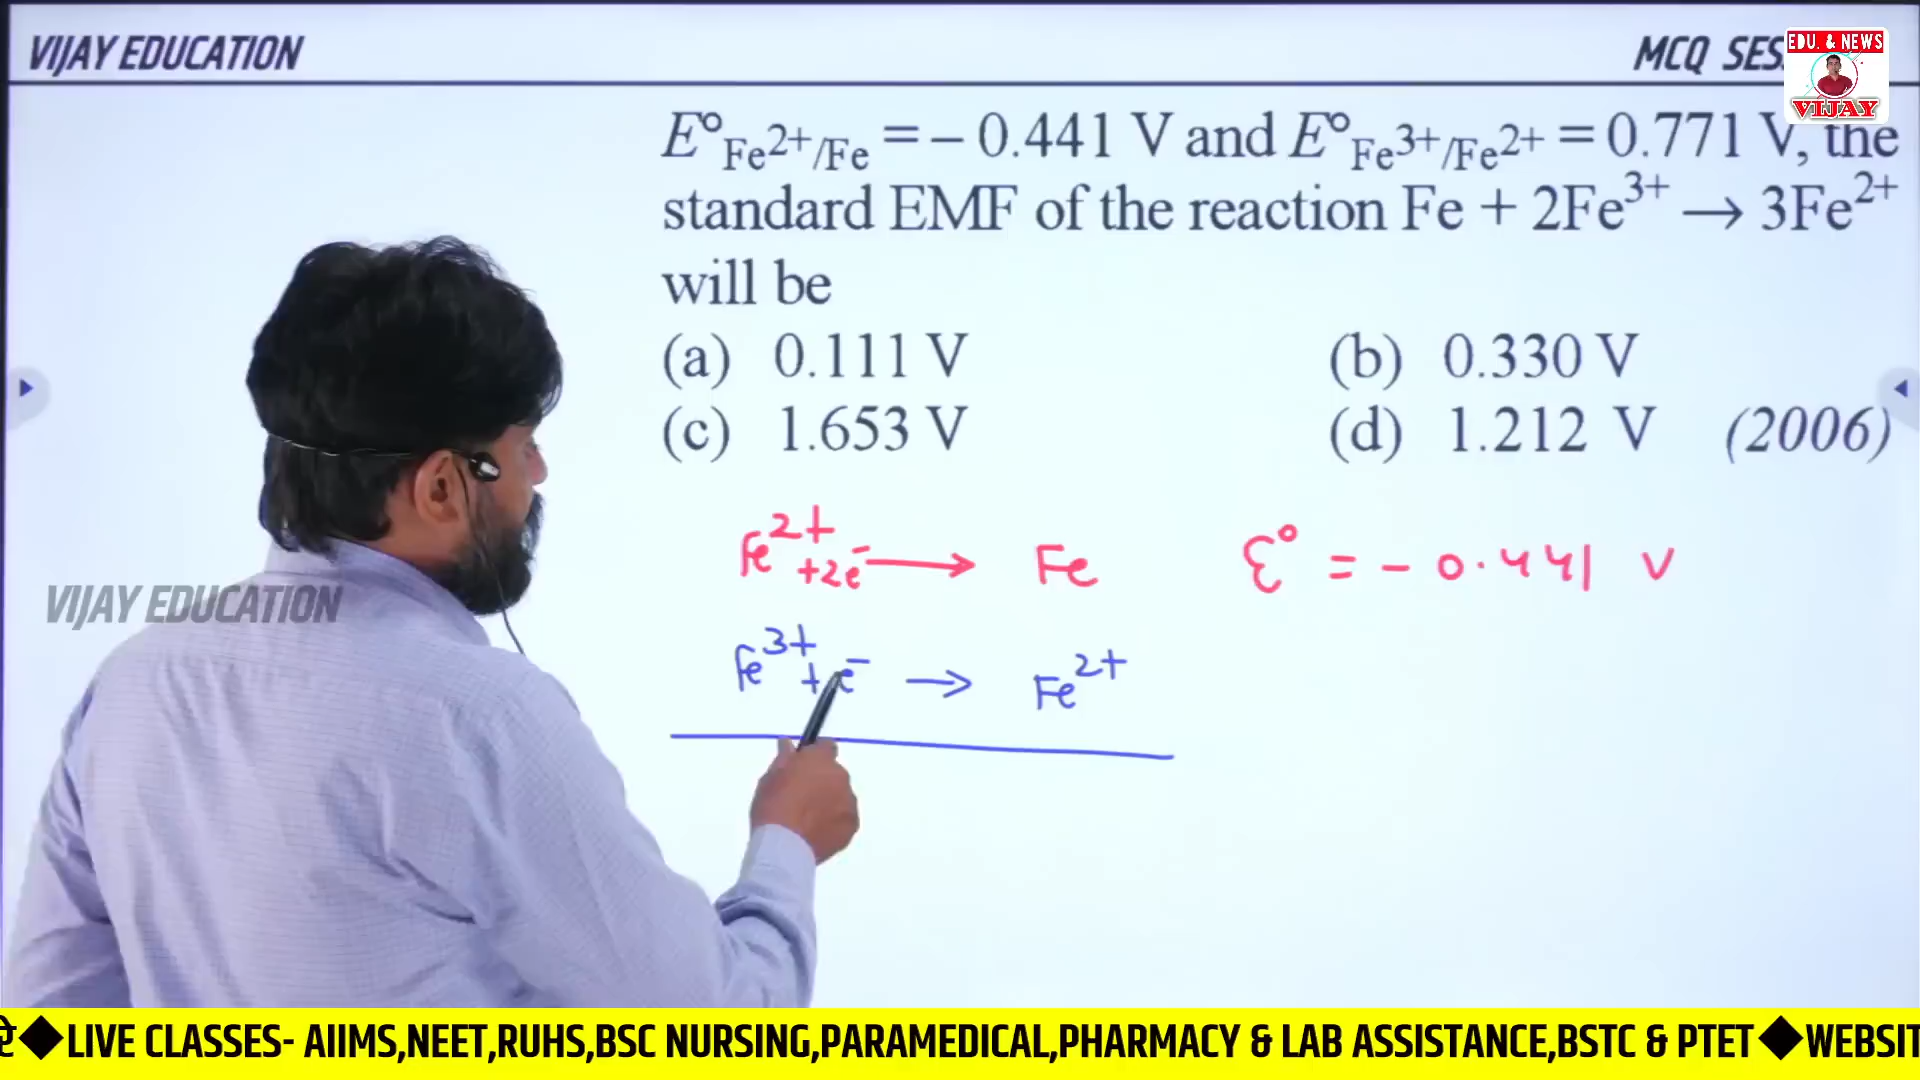 VIJAY EDUCATION
MCQ SES
EDU. & NEWS
VIJAY
E°Fe2+/Fe = – 0.441 V and E°Fe3+/Fe2+ = 0.771 V, the
standard EMF of the reaction Fe + 2Fe3+ → 3Fe2+
will be
(a) 0.111 V (b) 0.330 V
(c) 1.653 V (d) 1.212 V (2006)
Fe2+ +2e- → Fe ε° = - 0.441 V
VIJAY EDUCATION
Fe3+ + e- → Fe2+
◆LIVE CLASSES- AIIMS,NEET,RUHS,BSC NURSING,PARAMEDICAL,PHARMACY & LAB ASSISTANCE,BSTC & PTET◆WEBSIT